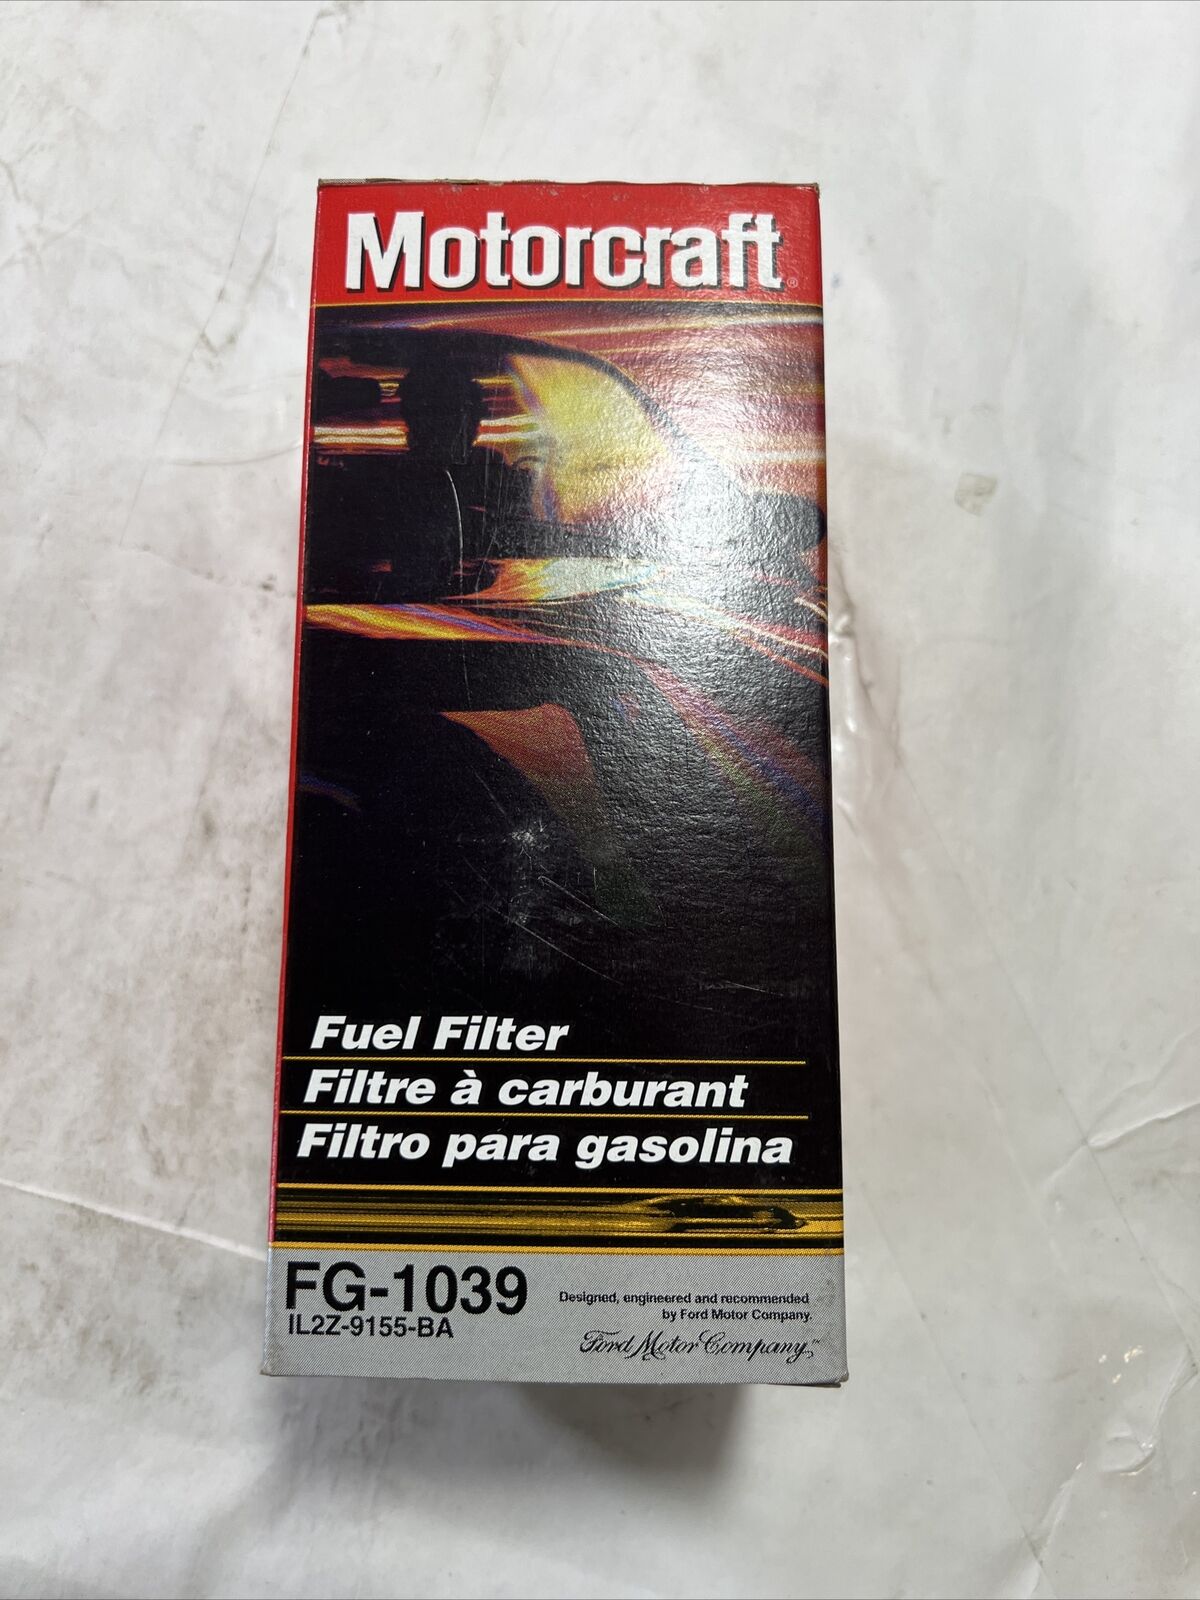 Motorcraft®
Fuel Filter
Filtre à carburant
Filtro para gasolina
FG-1039
IL2Z-9155-BA
Designed, engineered and recommended
by Ford Motor Company.
Ford Motor Company™